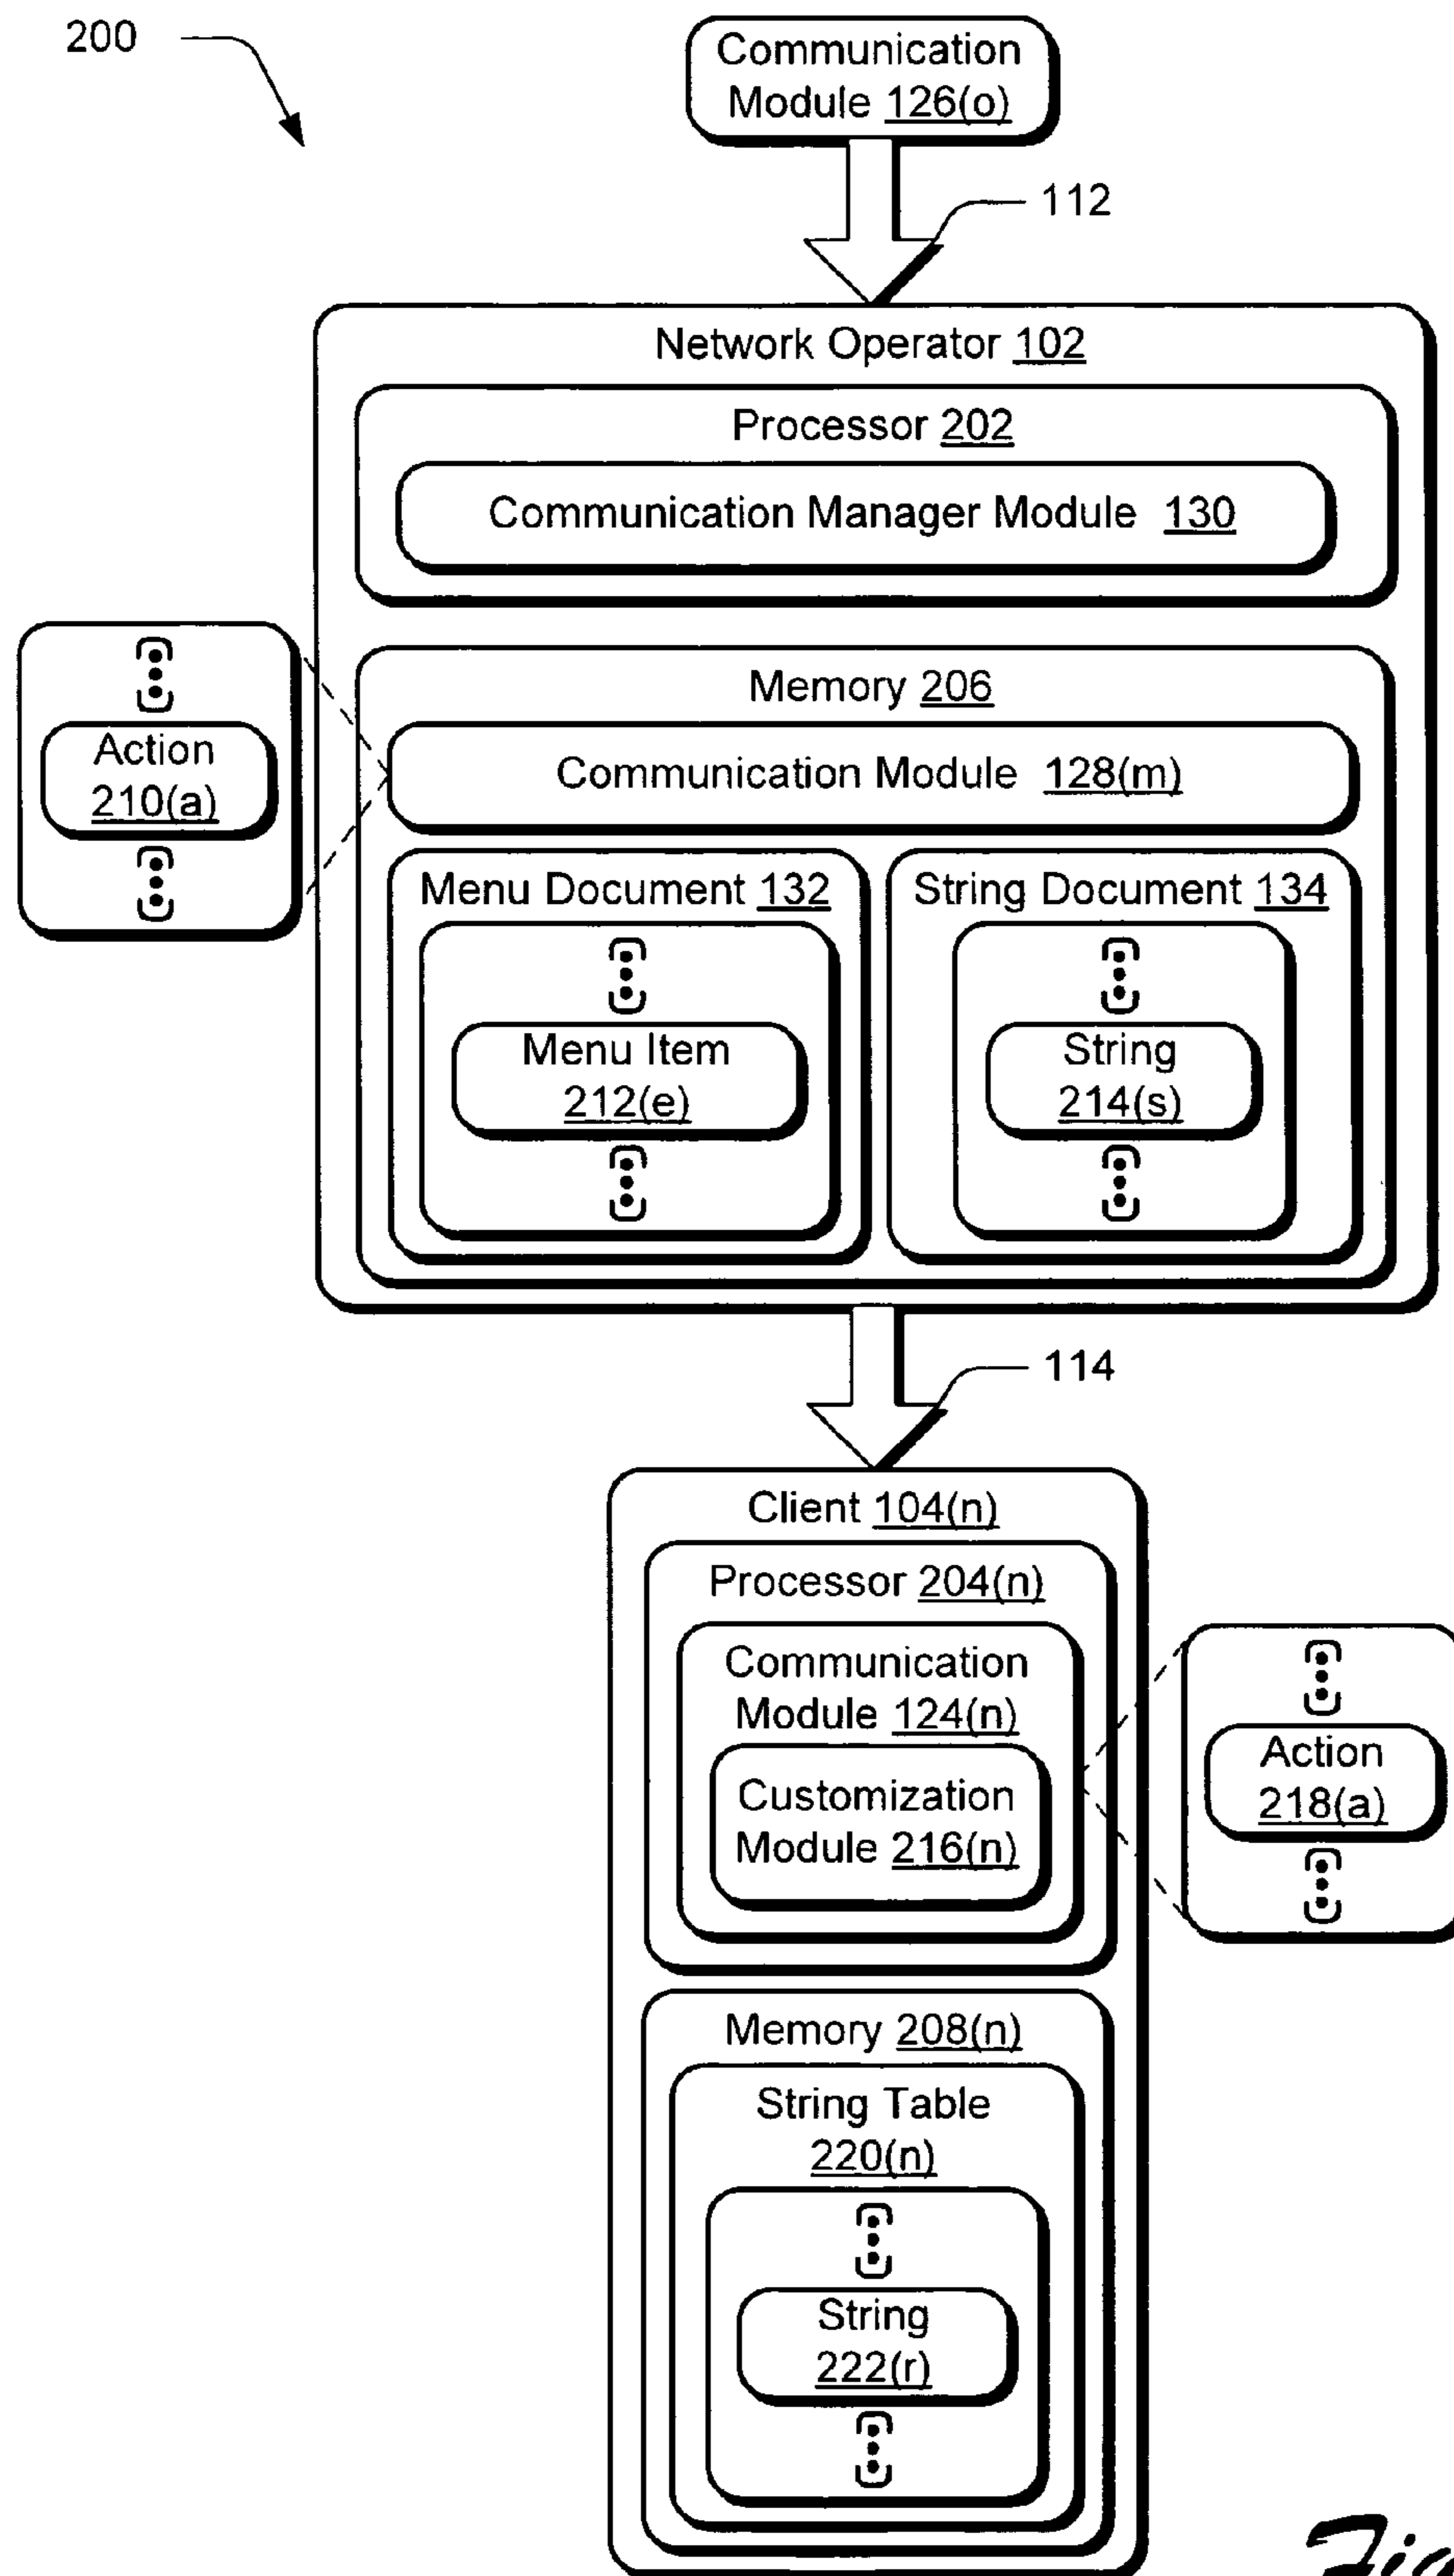 200
Communication
Module 126(o)
112
Network Operator 102
Processor 202
Communication Manager Module 130
Memory 206
Communication Module 128(m)
Action
210(a)
Menu Document 132
Menu Item
212(e)
String Document 134
String
214(s)
114
Client 104(n)
Processor 204(n)
Communication
Module 124(n)
Customization
Module 216(n)
Action
218(a)
Memory 208(n)
String Table
220(n)
String
222(r)